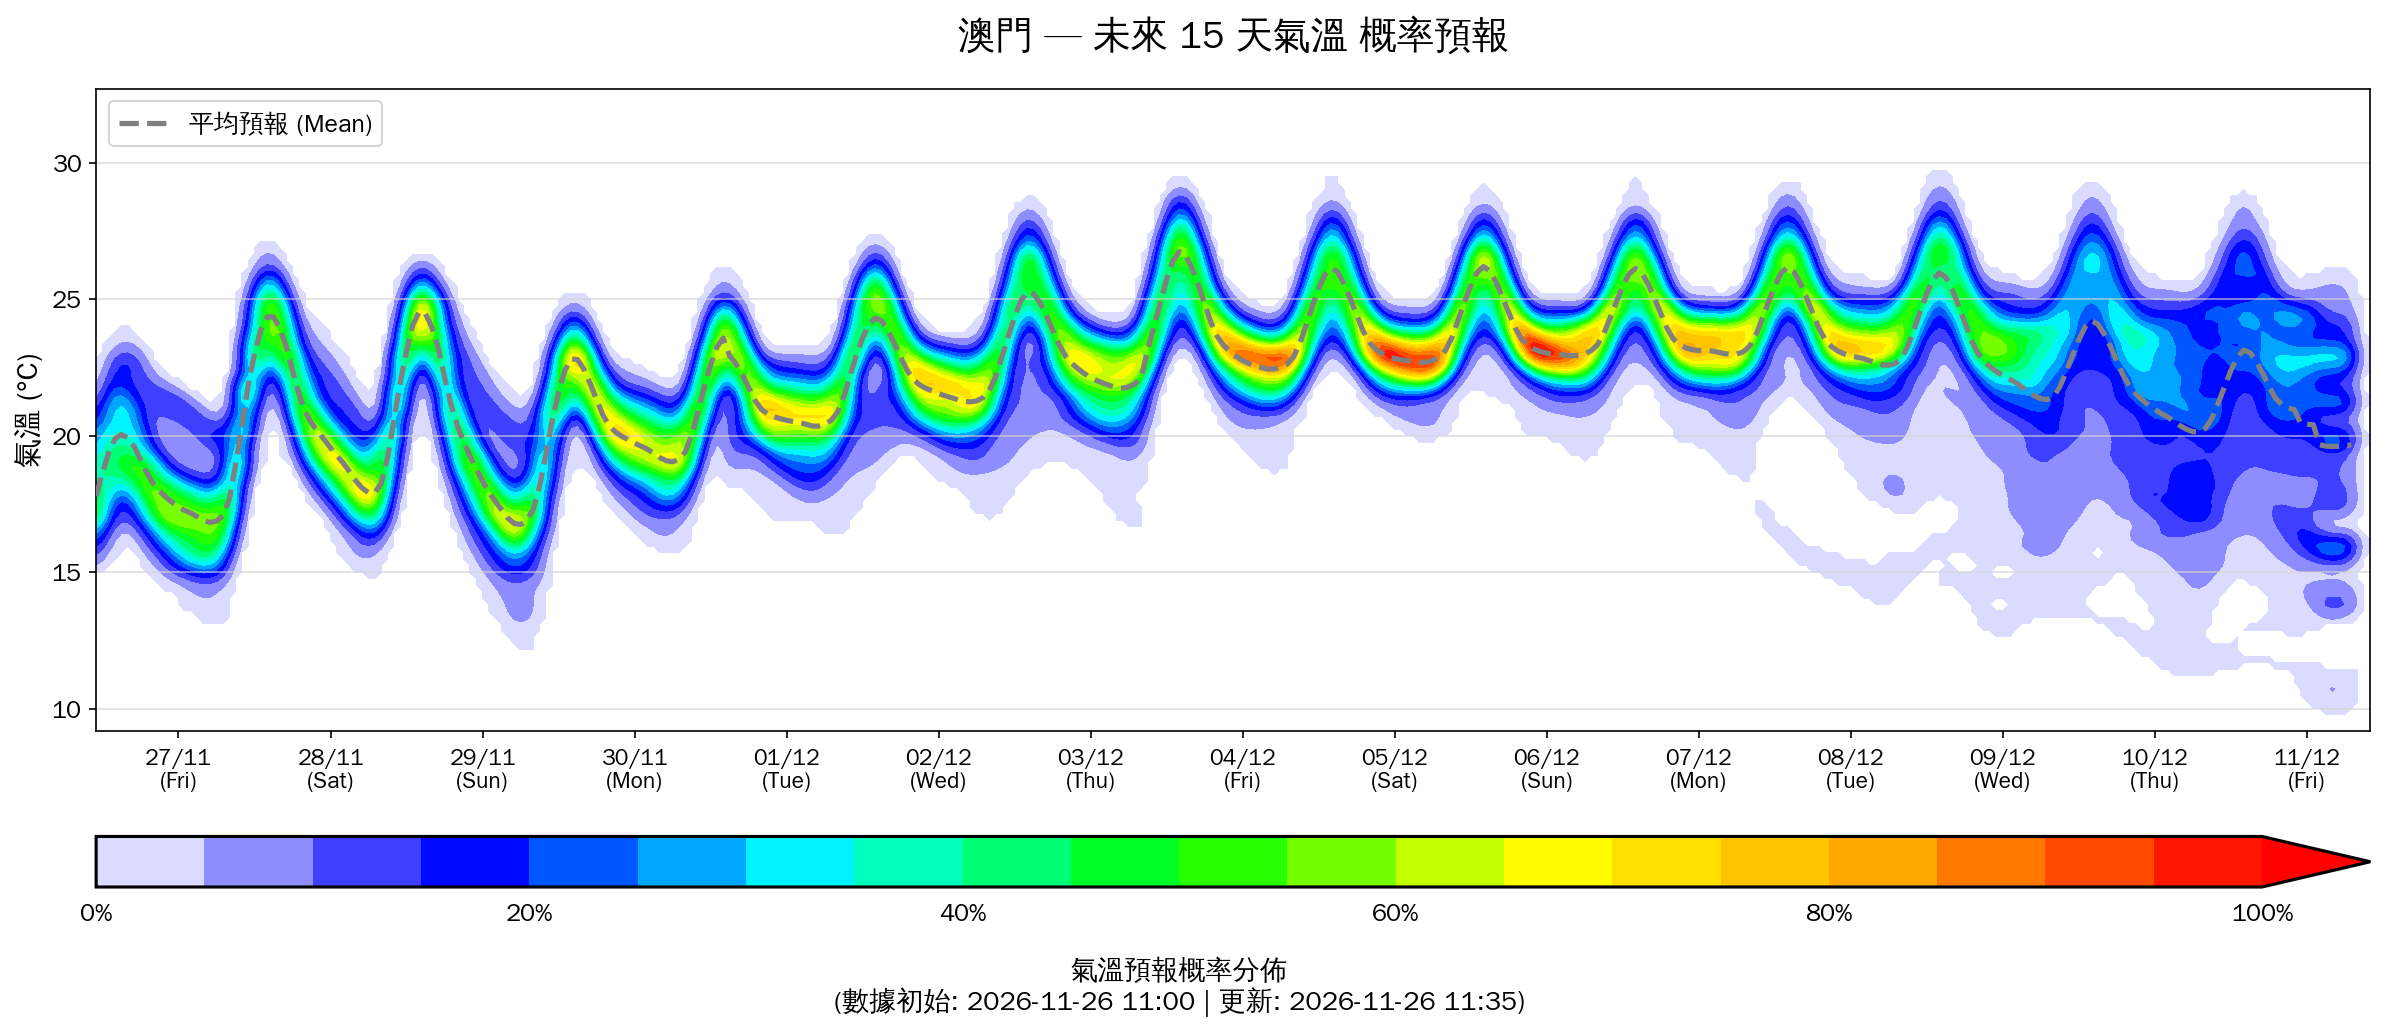 澳門 — 未來 15 天氣溫 概率預報
平均預報 (Mean)
氣溫 (°C)
30
25
20
15
10
27/11 28/11 29/11 30/11 01/12 02/12 03/12 04/12 05/12 06/12 07/12 08/12 09/12 10/12 11/12
(Fri) (Sat) (Sun) (Mon) (Tue) (Wed) (Thu) (Fri) (Sat) (Sun) (Mon) (Tue) (Wed) (Thu) (Fri)
0% 20% 40% 60% 80% 100%
氣溫預報概率分佈
(數據初始: 2026-11-26 11:00 | 更新: 2026-11-26 11:35)